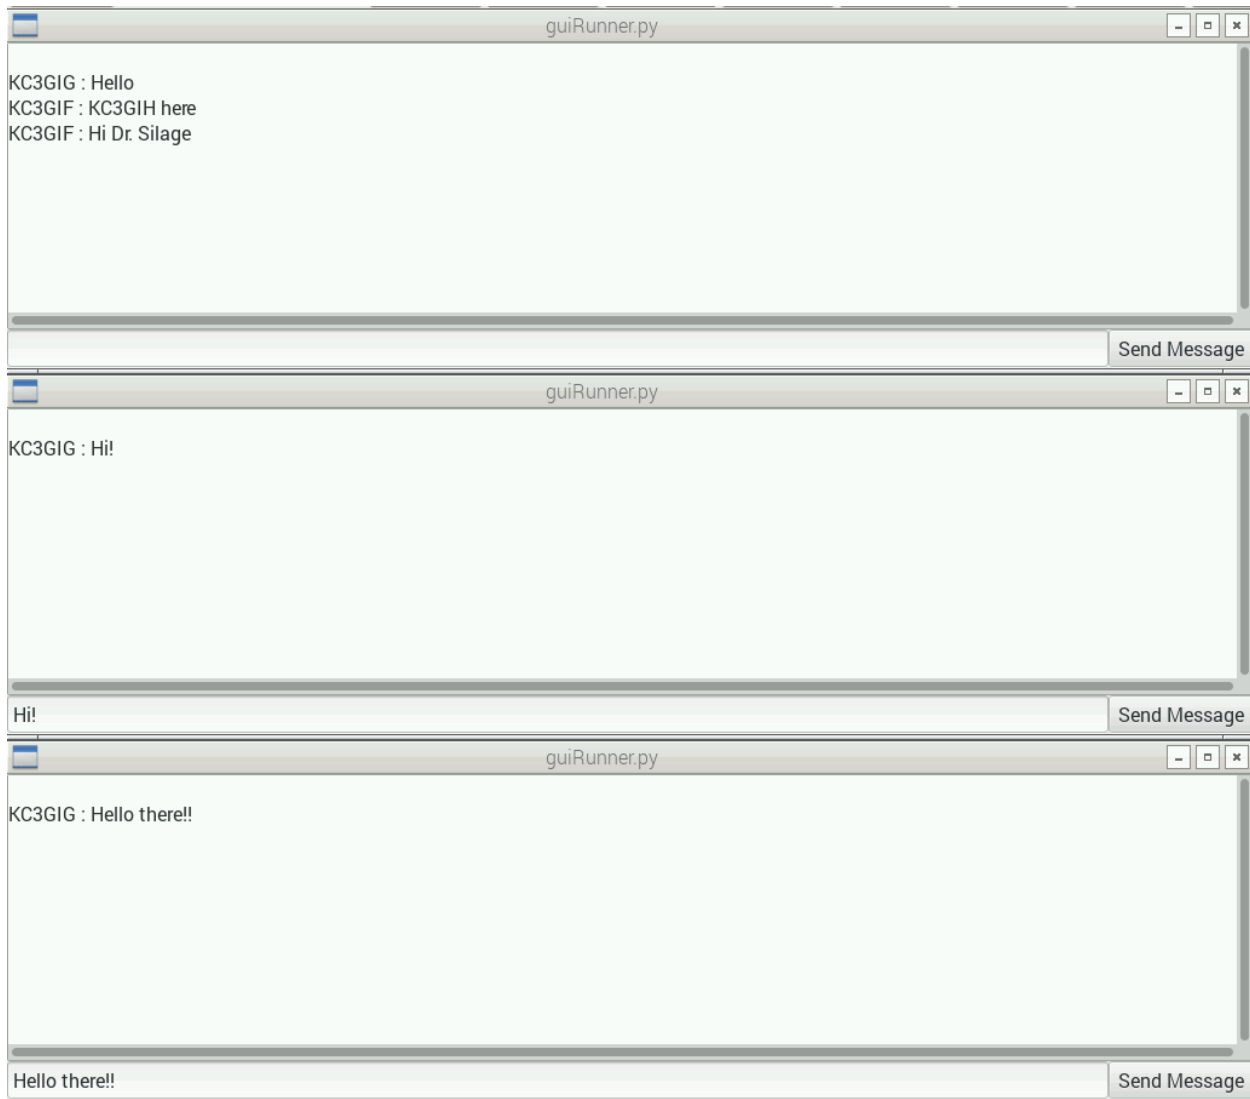 guiRunner.py
KC3GIG : Hello
KC3GIF : KC3GIH here
KC3GIF : Hi Dr. Silage
Send Message
guiRunner.py
KC3GIG : Hi!
Hi! Send Message
guiRunner.py
KC3GIG : Hello there!!
Hello there!! Send Message